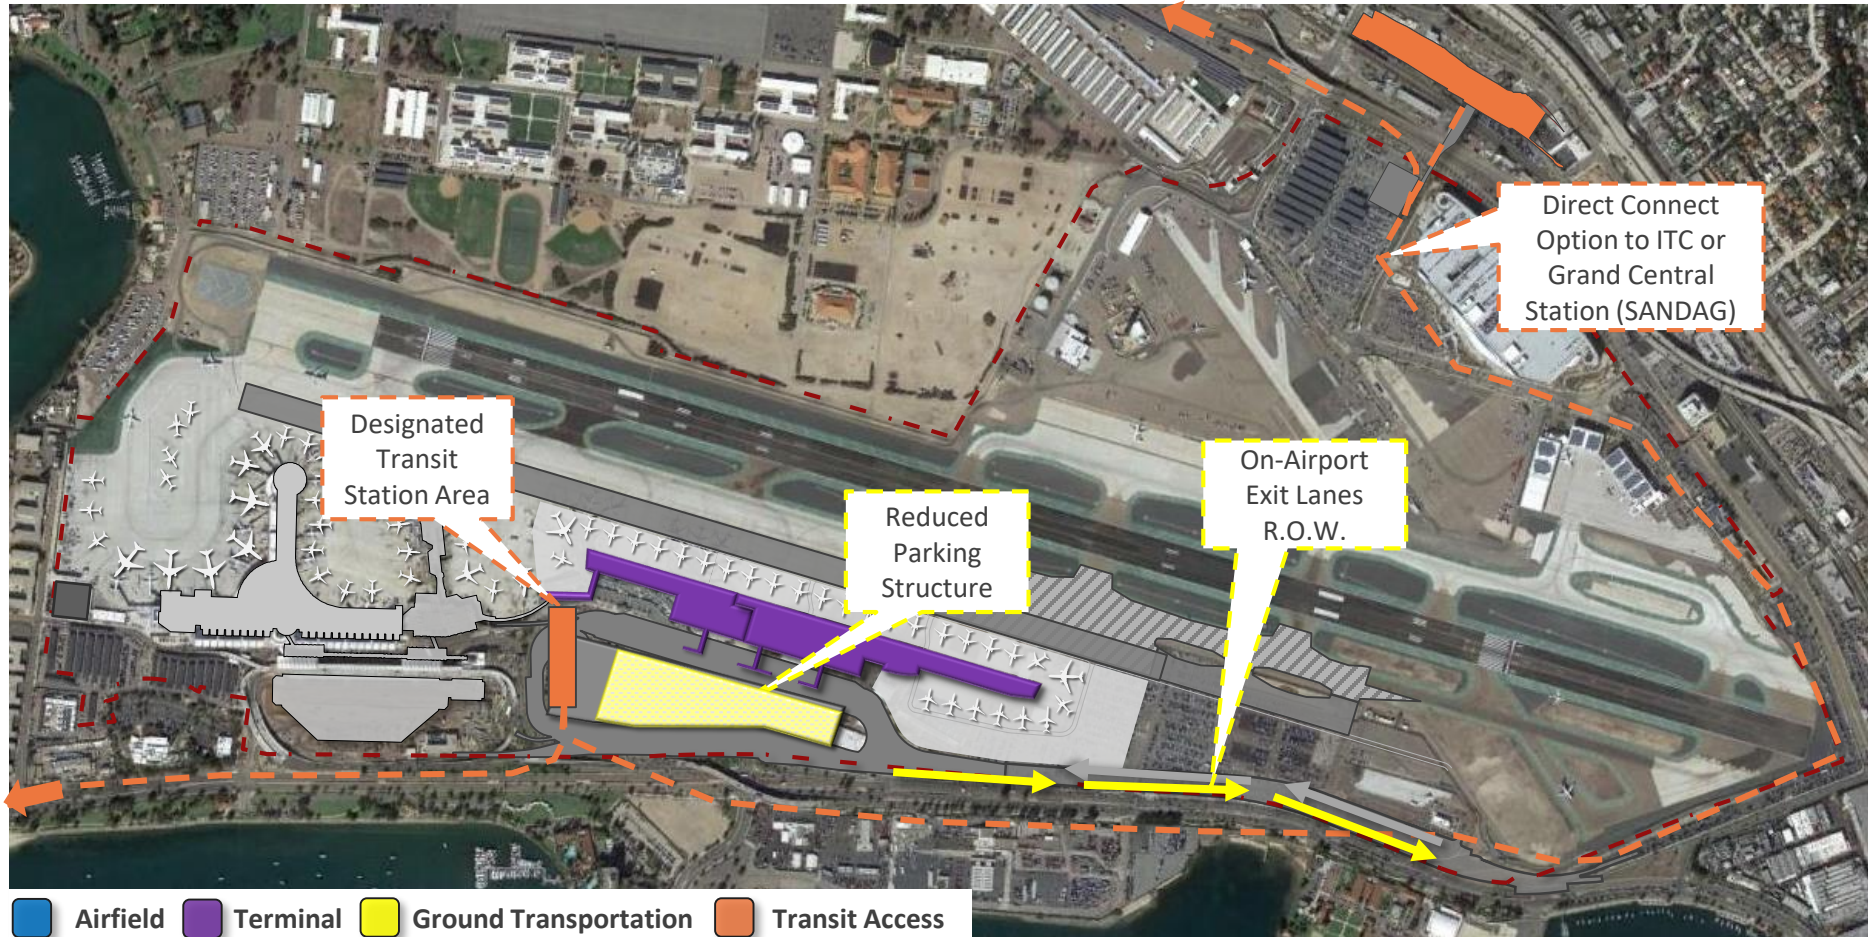 Direct Connect
Option to ITC or
Grand Central
Station (SANDAG)
Designated
Transit
Station Area
On-Airport
Exit Lanes
R.O.W.
Reduced
Parking
Structure
Airfield
Terminal
Ground Transportation
Transit Access